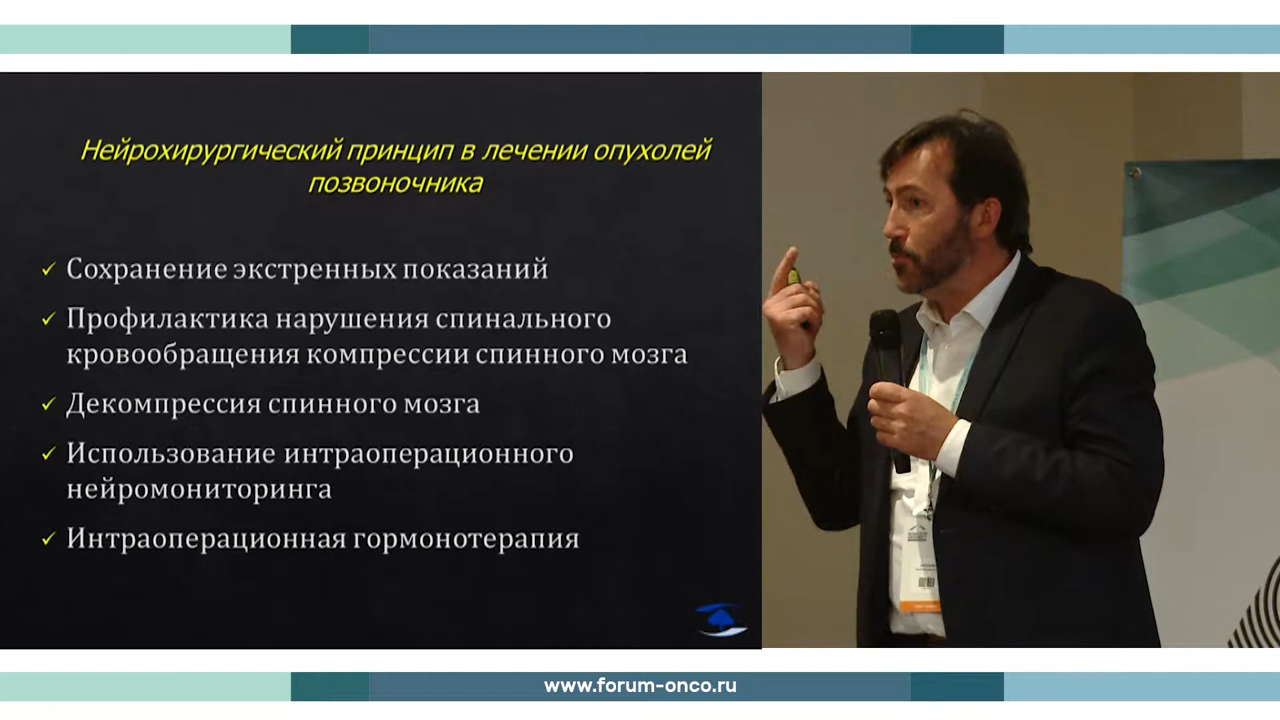 Нейрохирургический принцип в лечении опухолей
позвоночника
✓ Сохранение экстренных показаний
✓ Профилактика нарушения спинального
кровообращения компрессии спинного мозга
✓ Декомпрессия спинного мозга
✓ Использование интраоперационного
нейромониторинга
✓ Интраоперационная гормонотерапия
www.forum-onco.ru